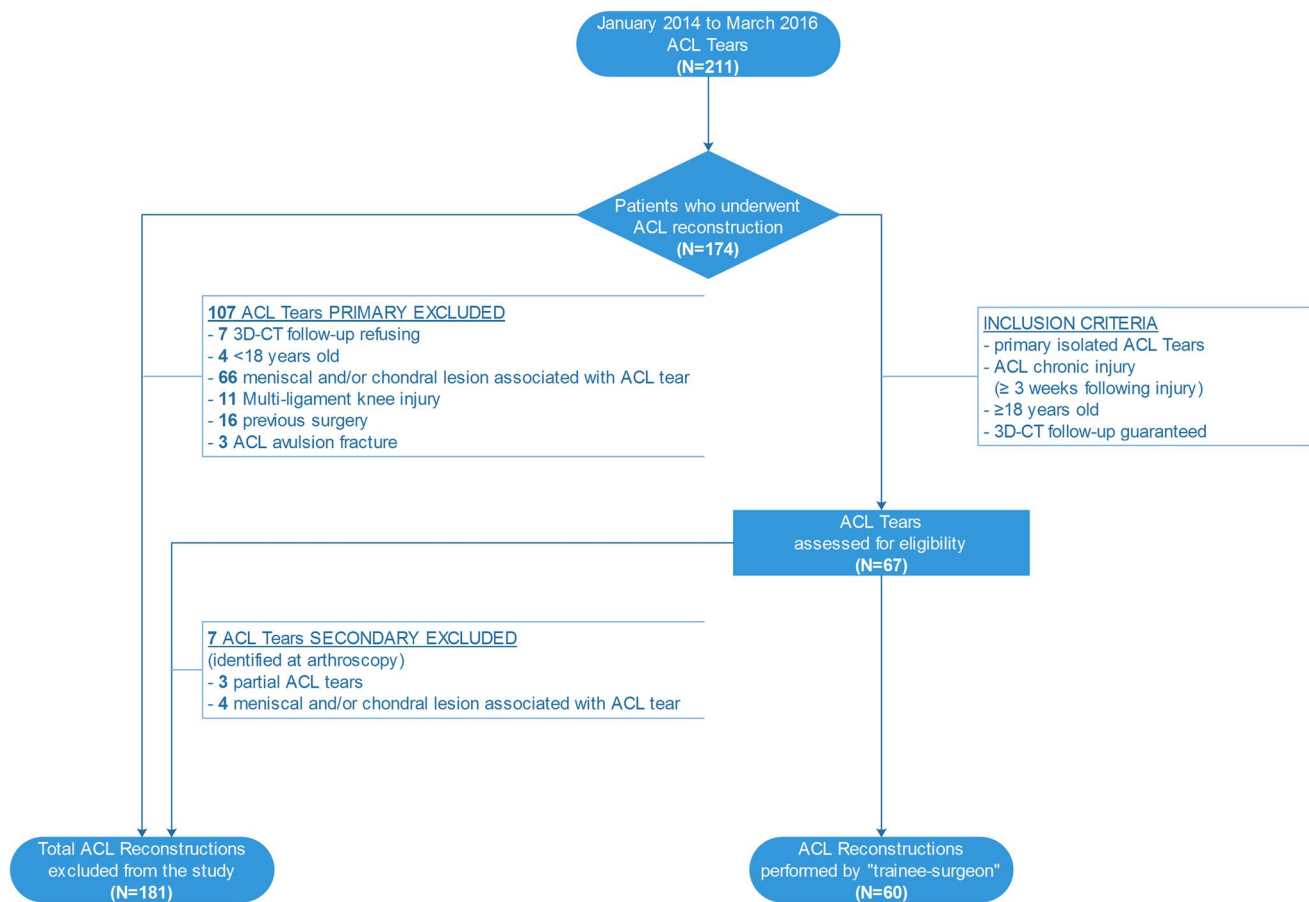 January 2014 to March 2016
ACL Tears
(N=211)
Patients who underwent
ACL reconstruction
(N=174)
107 ACL Tears PRIMARY EXCLUDED
- 7 3D-CT follow-up refusing
- 4 <18 years old
- 66 meniscal and/or chondral lesion associated with ACL tear
- 11 Multi-ligament knee injury
- 16 previous surgery
- 3 ACL avulsion fracture
INCLUSION CRITERIA
- primary isolated ACL Tears
- ACL chronic injury
(≥ 3 weeks following injury)
- ≥18 years old
- 3D-CT follow-up guaranteed
ACL Tears
assessed for eligibility
(N=67)
7 ACL Tears SECONDARY EXCLUDED
(identified at arthroscopy)
- 3 partial ACL tears
- 4 meniscal and/or chondral lesion associated with ACL tear
Total ACL Reconstructions
excluded from the study
(N=181)
ACL Reconstructions
performed by "trainee-surgeon"
(N=60)